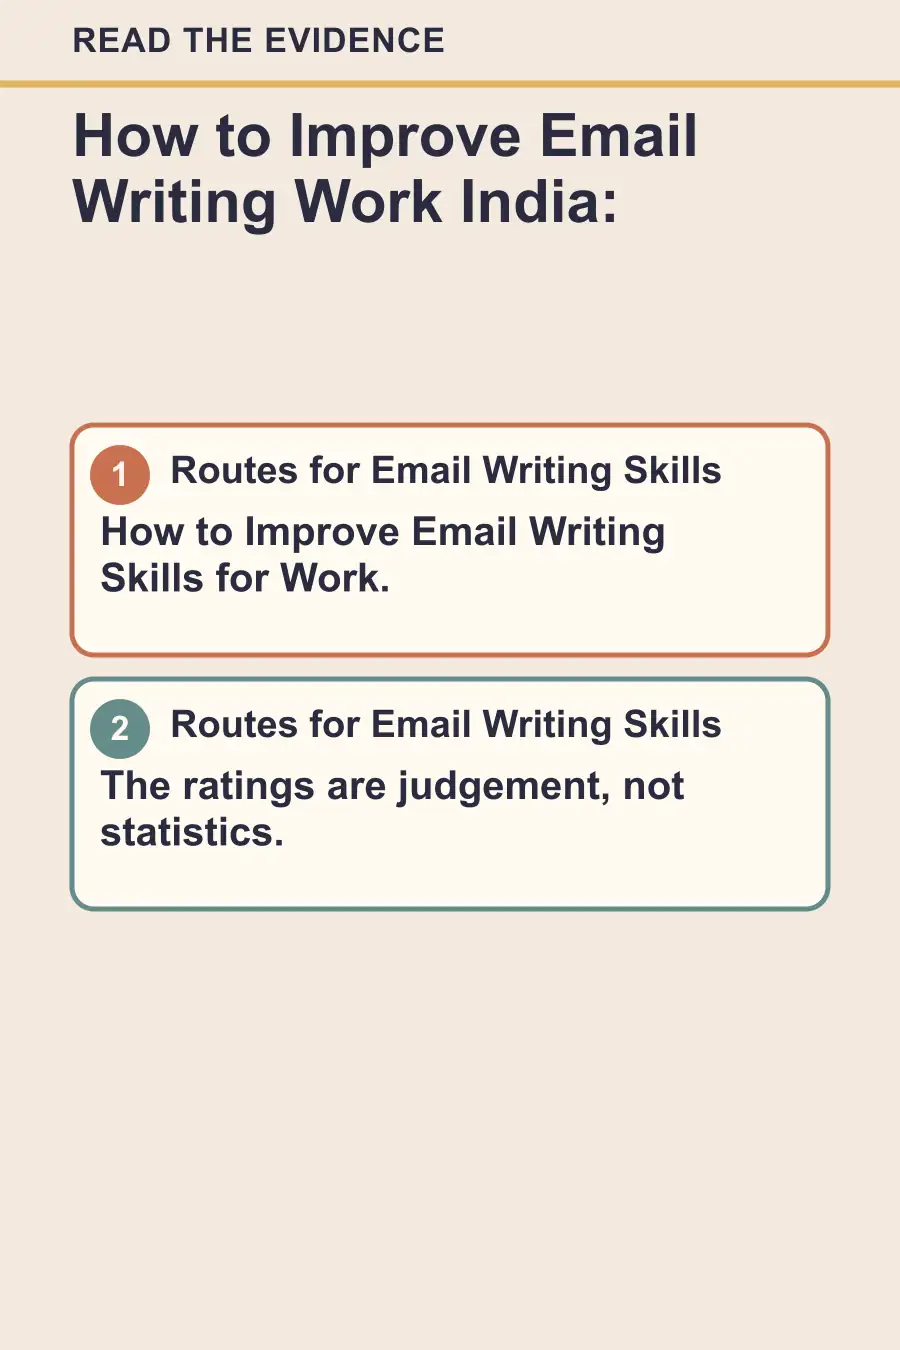 READ THE EVIDENCE
How to Improve Email
Writing Work India:
1 Routes for Email Writing Skills
How to Improve Email Writing
Skills for Work.
2 Routes for Email Writing Skills
The ratings are judgement, not
statistics.